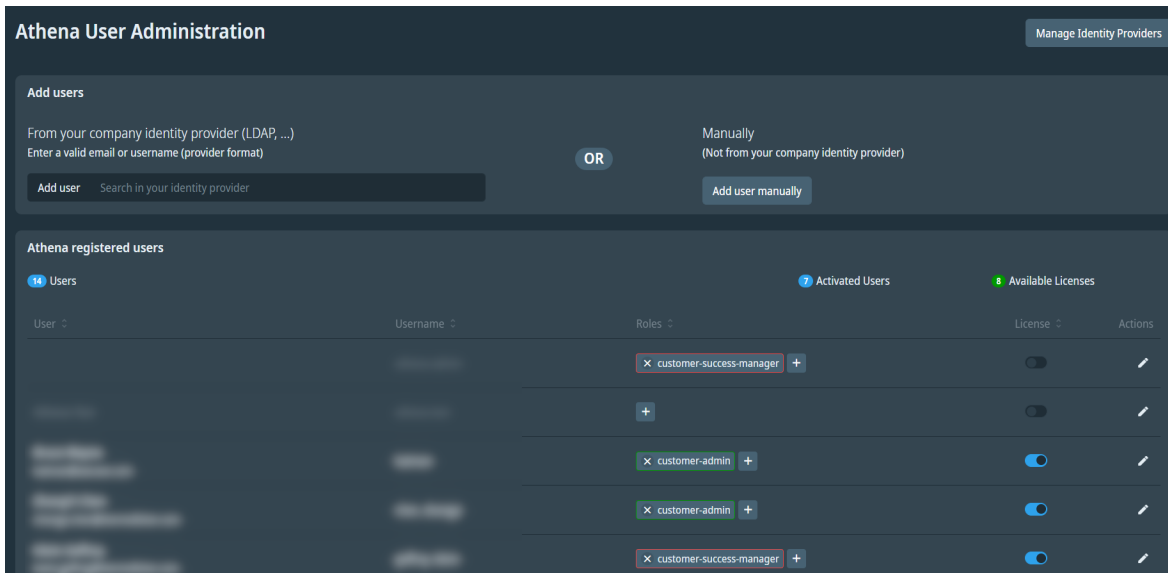 Athena User Administration
Manage Identity Providers
Add users
From your company identity provider (LDAP, ...)
Enter a valid email or username (provider format)
Add user Search in your identity provider
OR
Manually
(Not from your company identity provider)
Add user manually
Athena registered users
14 Users 7 Activated Users 8 Available Licenses
User Username Roles License Actions
× customer-success-manager +
+
× customer-admin +
× customer-admin +
× customer-success-manager +